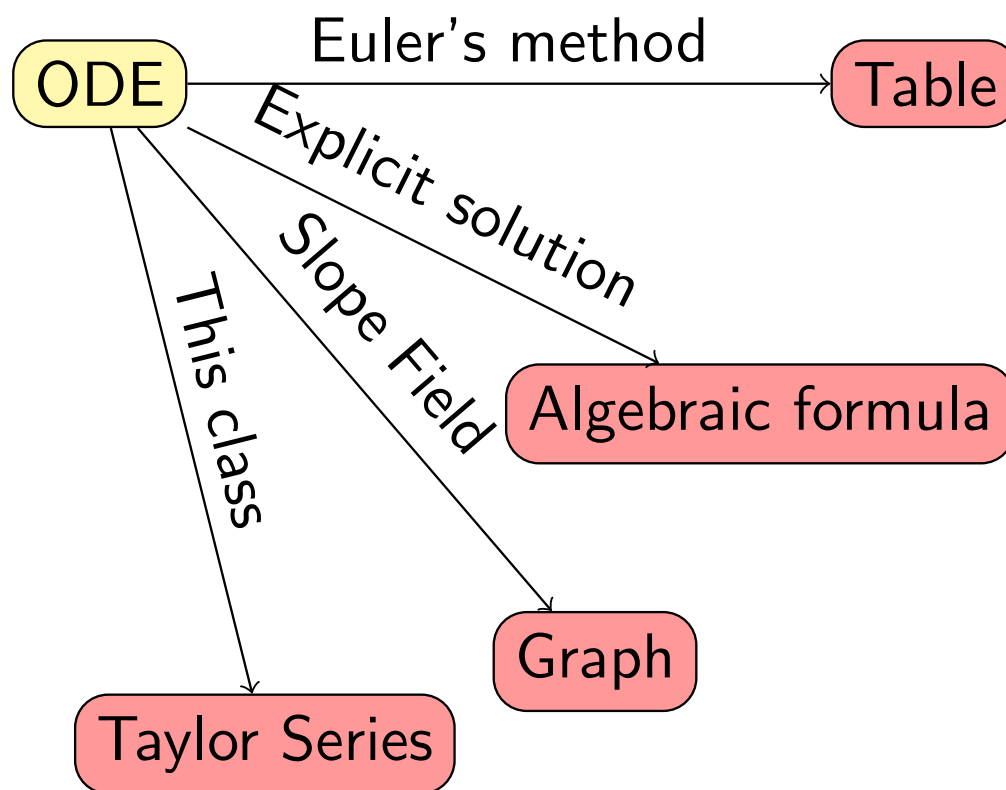 ODE
Euler's method
Table
Explicit solution
Slope Field
This class
Algebraic formula
Graph
Taylor Series